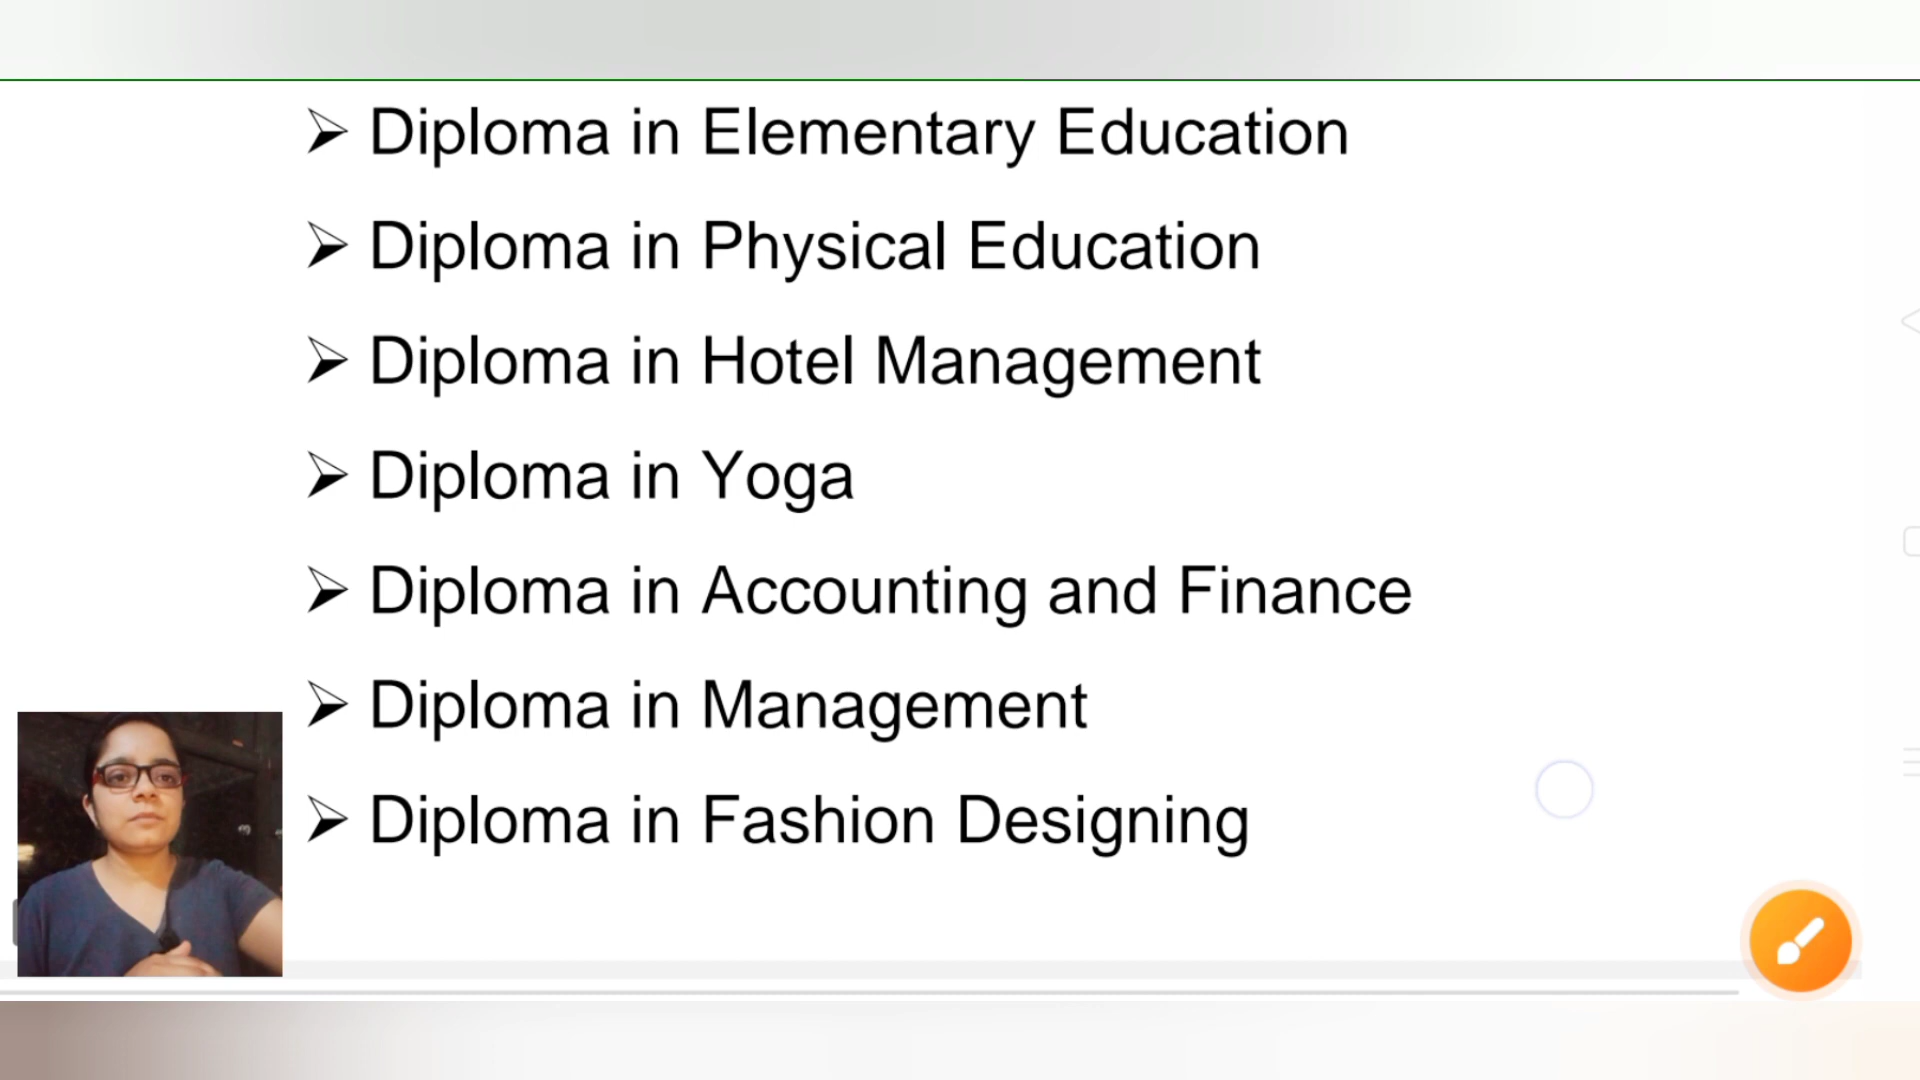 ➢ Diploma in Elementary Education
➢ Diploma in Physical Education
➢ Diploma in Hotel Management
➢ Diploma in Yoga
➢ Diploma in Accounting and Finance
➢ Diploma in Management
➢ Diploma in Fashion Designing